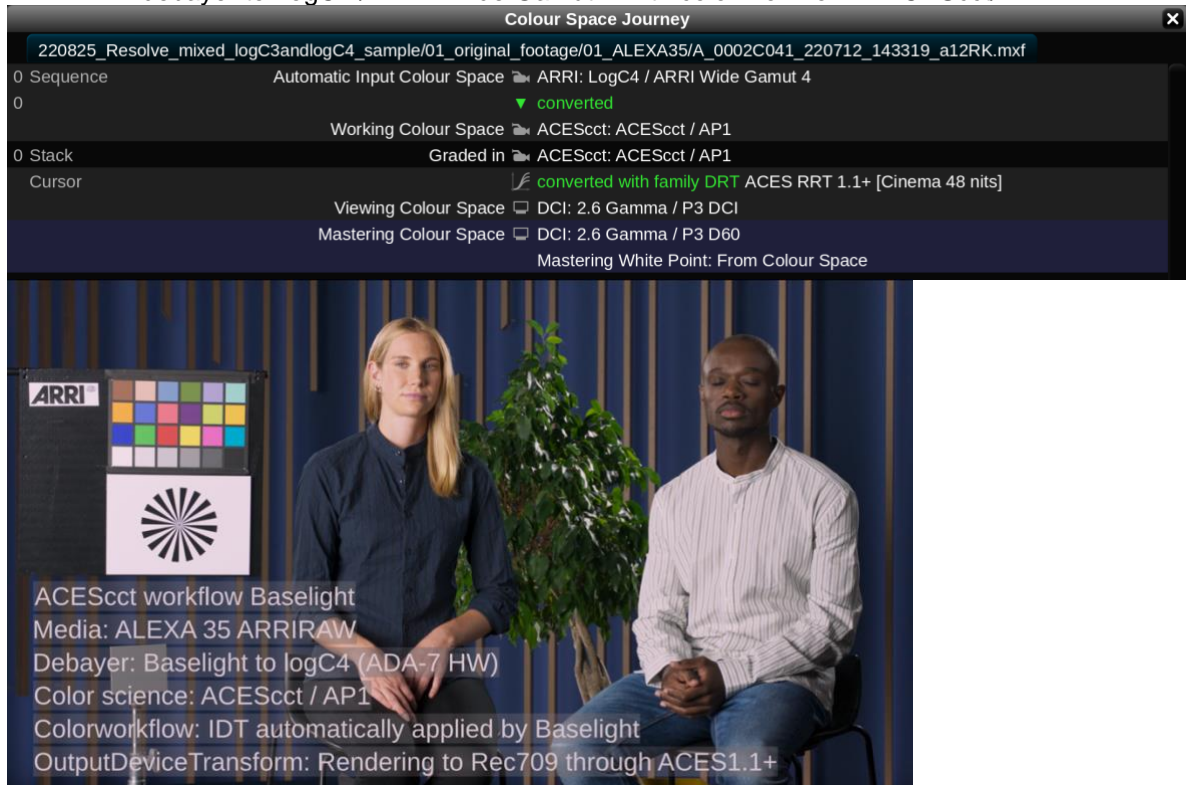 Colour Space Journey
220825_Resolve_mixed_logC3andlogC4_sample/01_original_footage/01_ALEXA35/A_0002C041_220712_143319_a12RK.mxf
0 Sequence Automatic Input Colour Space ARRI: LogC4 / ARRI Wide Gamut 4
0 ▼ converted
Working Colour Space ACEScct: ACEScct / AP1
0 Stack Graded in ACEScct: ACEScct / AP1
Cursor converted with family DRT ACES RRT 1.1+ [Cinema 48 nits]
Viewing Colour Space DCI: 2.6 Gamma / P3 DCI
Mastering Colour Space DCI: 2.6 Gamma / P3 D60
Mastering White Point: From Colour Space
ARRI®
ACEScct workflow Baselight
Media: ALEXA 35 ARRIRAW
Debayer: Baselight to logC4 (ADA-7 HW)
Color science: ACEScct / AP1
Colorworkflow: IDT automatically applied by Baselight
OutputDeviceTransform: Rendering to Rec709 through ACES1.1+